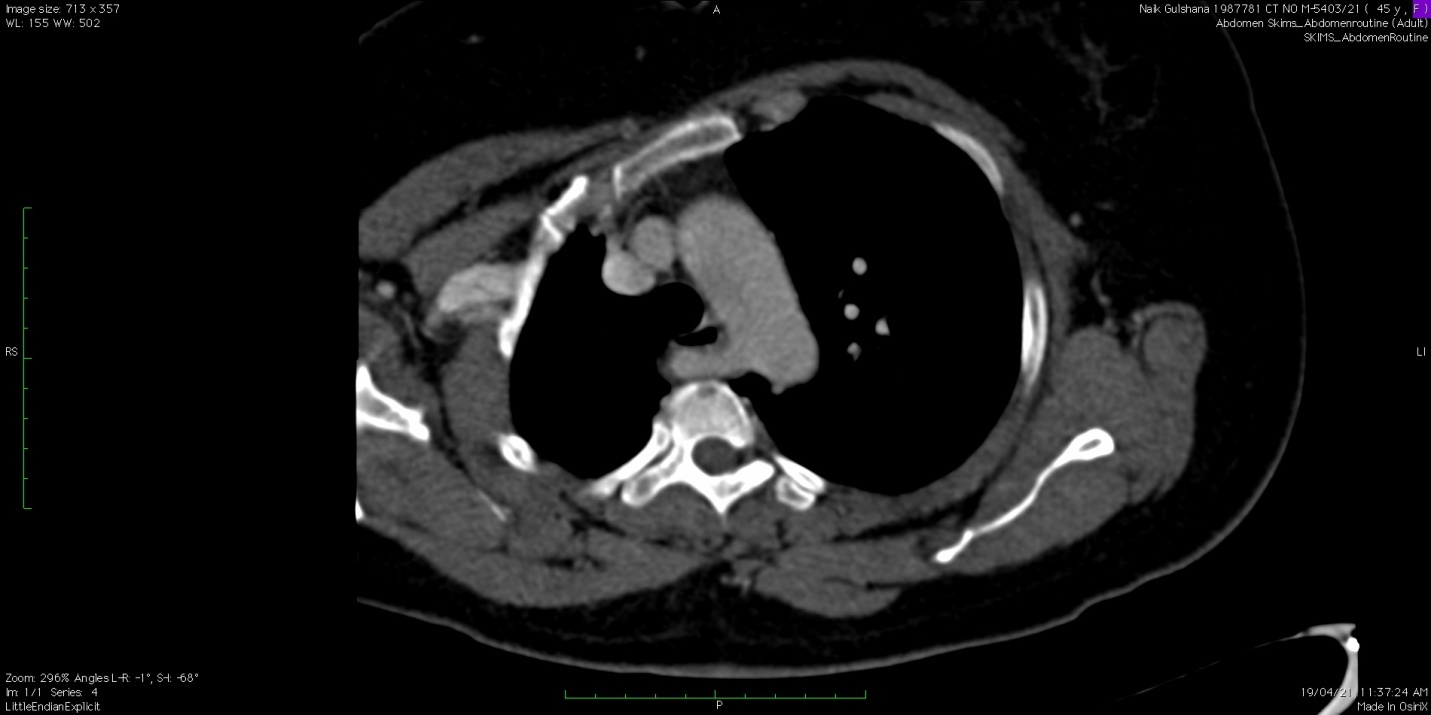 Image size: 713 x 357
WL: 155 WW: 502
A
Naik Gulshana 1987781 CT NO M-5403/21 ( 45 y , F )
Abdomen Skims_Abdomenroutine (Adult)
SKIMS_AbdomenRoutine
RS
LI
Zoom: 296% Angles L-R: -1°, S-I: -68°
Im: 1/1 Series: 4
LittleEndianExplicit
P
19/04/21 11:37:24 AM
Made In OsiriX